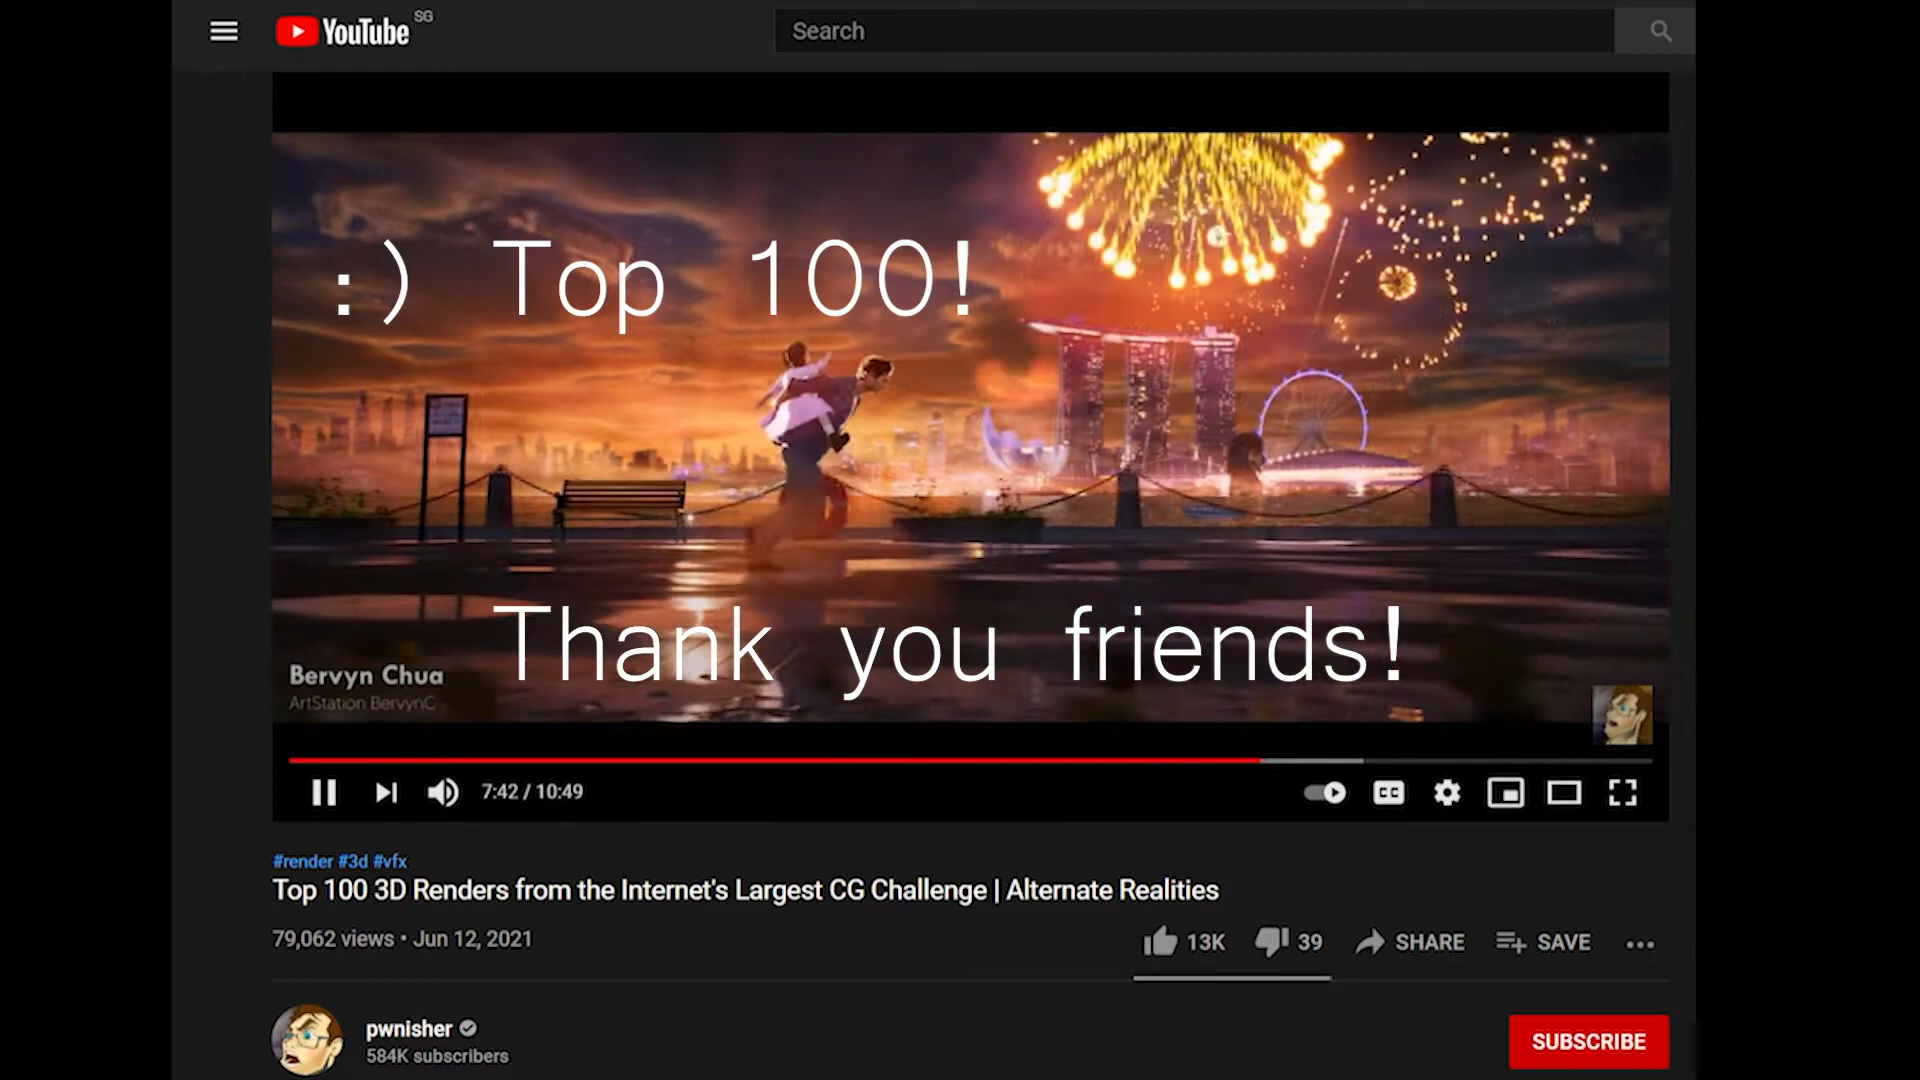 YouTube SG
Search
:) Top 100!
Thank you friends!
Bervyn Chua
ArtStation BervynC
7:42 / 10:49
CC
#render #3d #vfx
Top 100 3D Renders from the Internet's Largest CG Challenge | Alternate Realities
79,062 views • Jun 12, 2021
13K 39 SHARE SAVE
pwnisher
584K subscribers
SUBSCRIBE